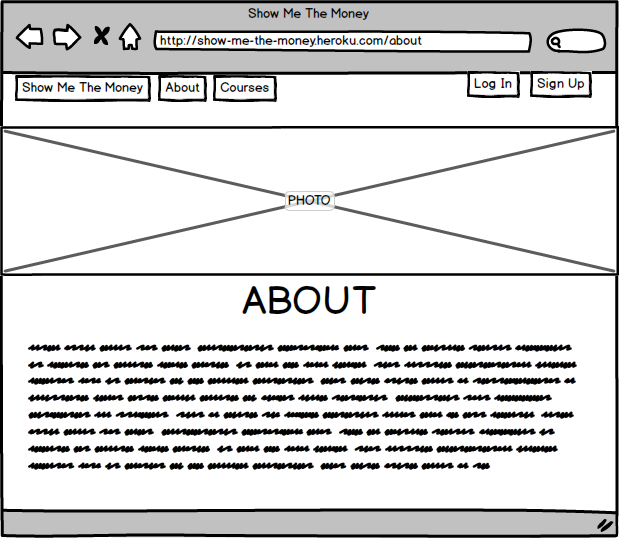 Show Me The Money
http://show-me-the-money.heroku.com/about
Show Me The Money About Courses Log In Sign Up
PHOTO
ABOUT